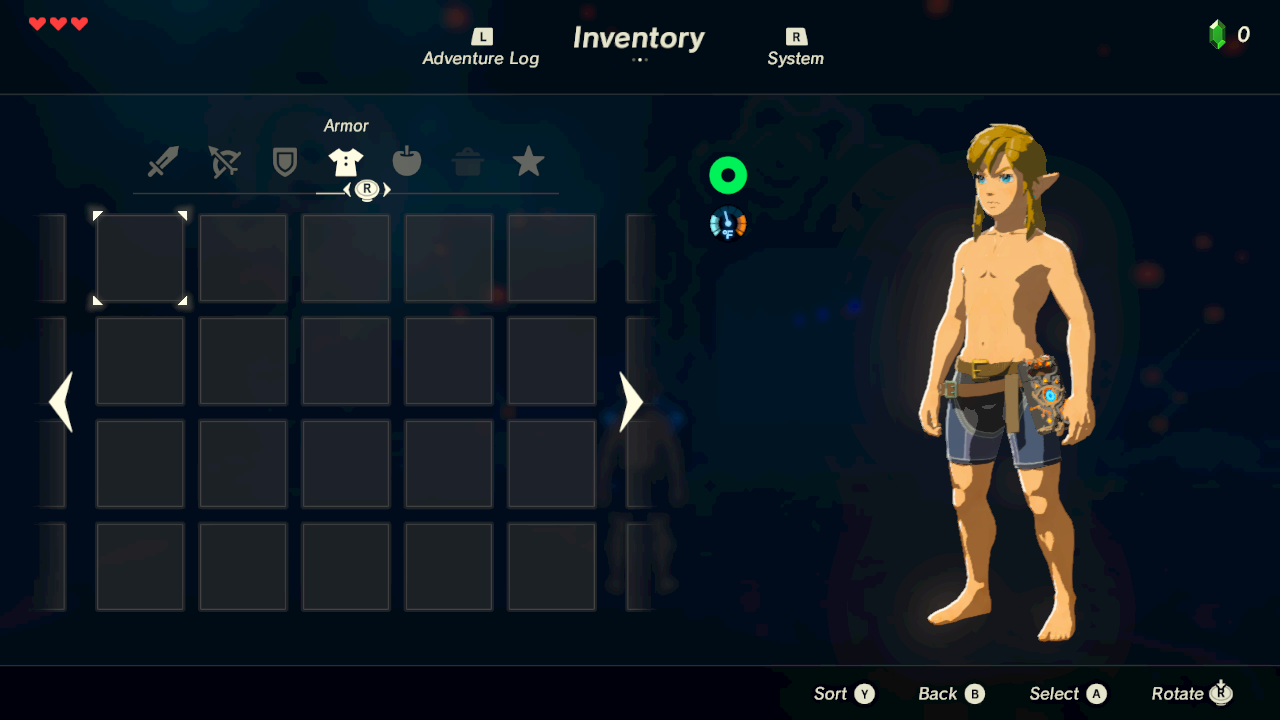 L
Inventory
R
0
Adventure Log
System
Armor
R
°F
Sort Y
Back B
Select A
Rotate R